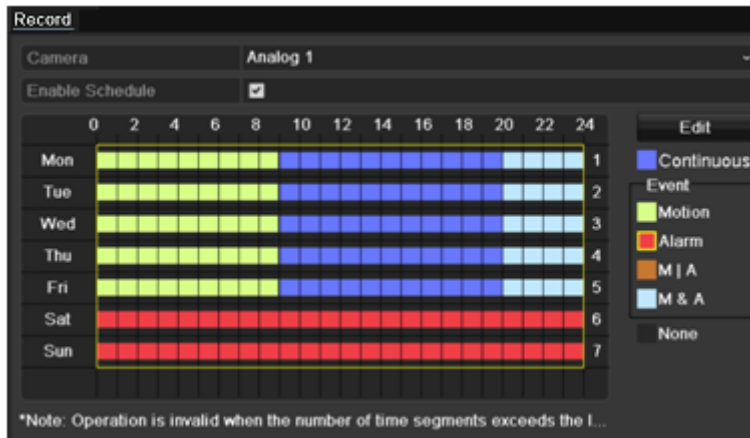 Record
Camera Analog 1
Enable Schedule
0 2 4 6 8 10 12 14 16 18 20 22 24
Edit
Mon 1
Continuous
Tue 2
Event
Wed 3
Motion
Thu 4
Alarm
Fri 5
M | A
Sat 6
M & A
Sun 7
None
*Note: Operation is invalid when the number of time segments exceeds the l...